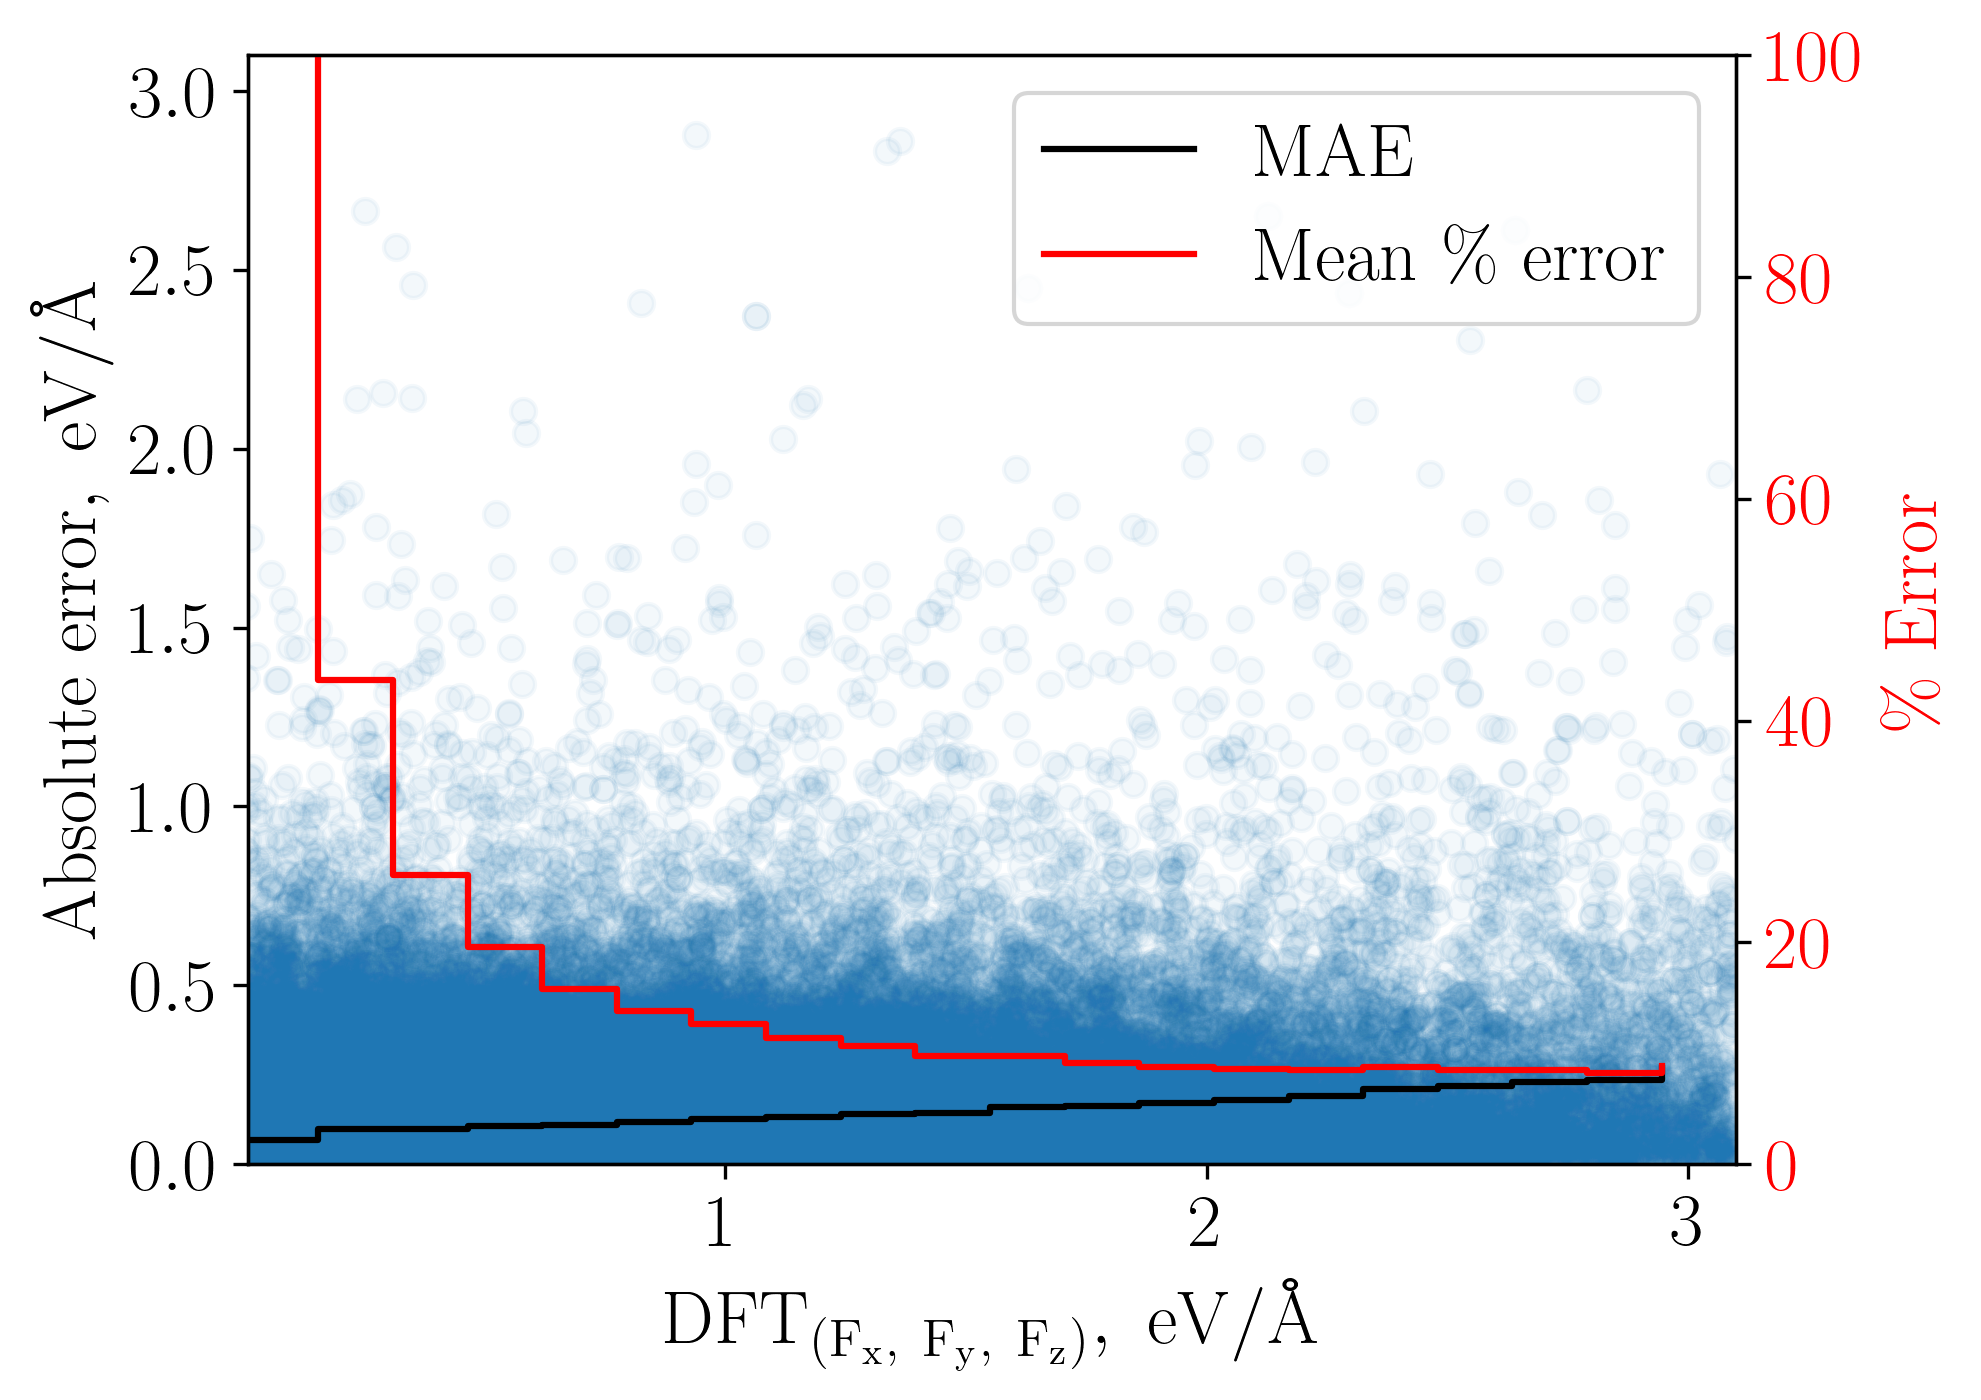 MAE
Mean % error
Absolute error, eV/Å
3.0
2.5
2.0
1.5
1.0
0.5
0.0
100
80
60
40
20
0
% Error
1 2 3
DFT(Fx, Fy, Fz), eV/Å